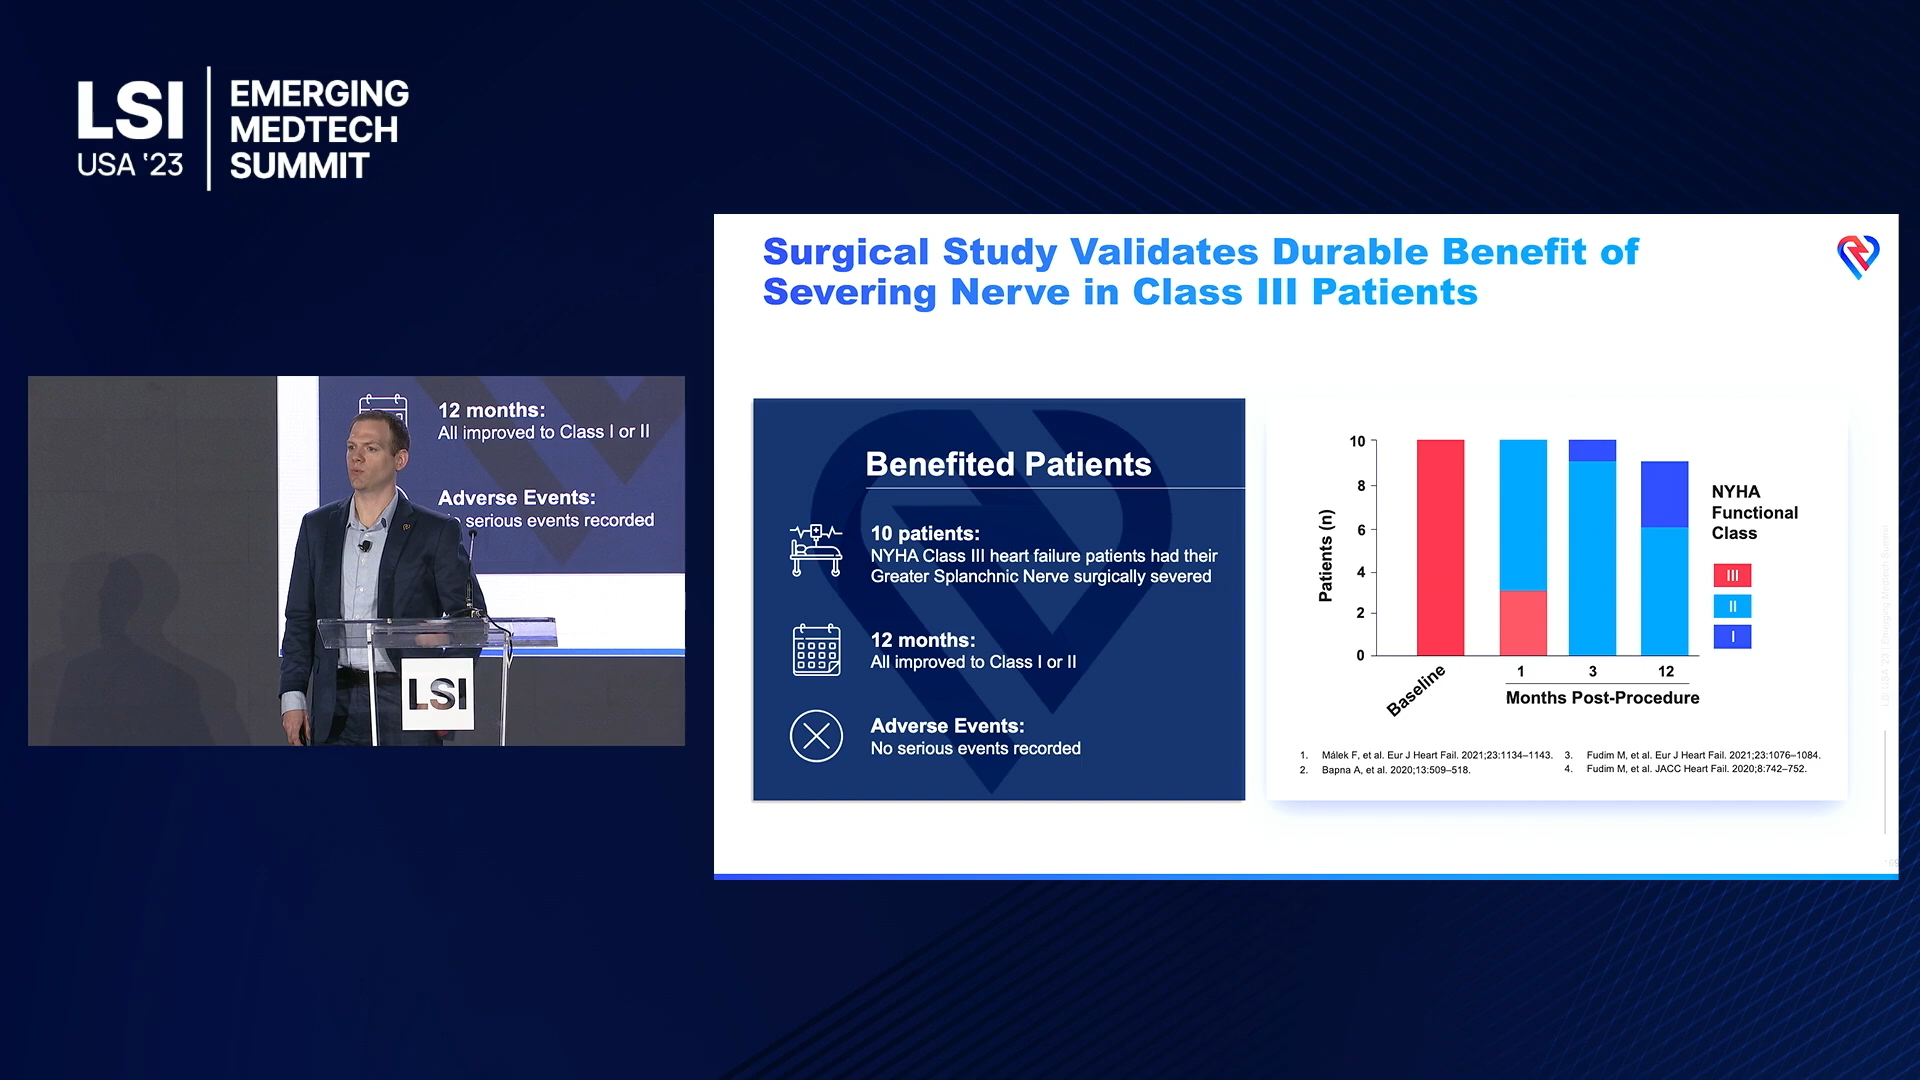 LSI
USA '23
EMERGING
MEDTECH
SUMMIT
12 months:
All improved to Class I or II
Adverse Events:
serious events recorded
LSI
Surgical Study Validates Durable Benefit of
Severing Nerve in Class III Patients
Benefited Patients
10 patients:
NYHA Class III heart failure patients had their
Greater Splanchnic Nerve surgically severed
12 months:
All improved to Class I or II
Adverse Events:
No serious events recorded
Patients (n)
10
8
6
4
2
0
Baseline
1
3
12
Months Post-Procedure
NYHA
Functional
Class
III
II
I
1. Málek F, et al. Eur J Heart Fail. 2021;23:1134–1143.
2. Bapna A, et al. 2020;13:509–518.
3. Fudim M, et al. Eur J Heart Fail. 2021;23:1076–1084.
4. Fudim M, et al. JACC Heart Fail. 2020;8:742–752.
LSI USA '23 | Emerging Medtech Summit